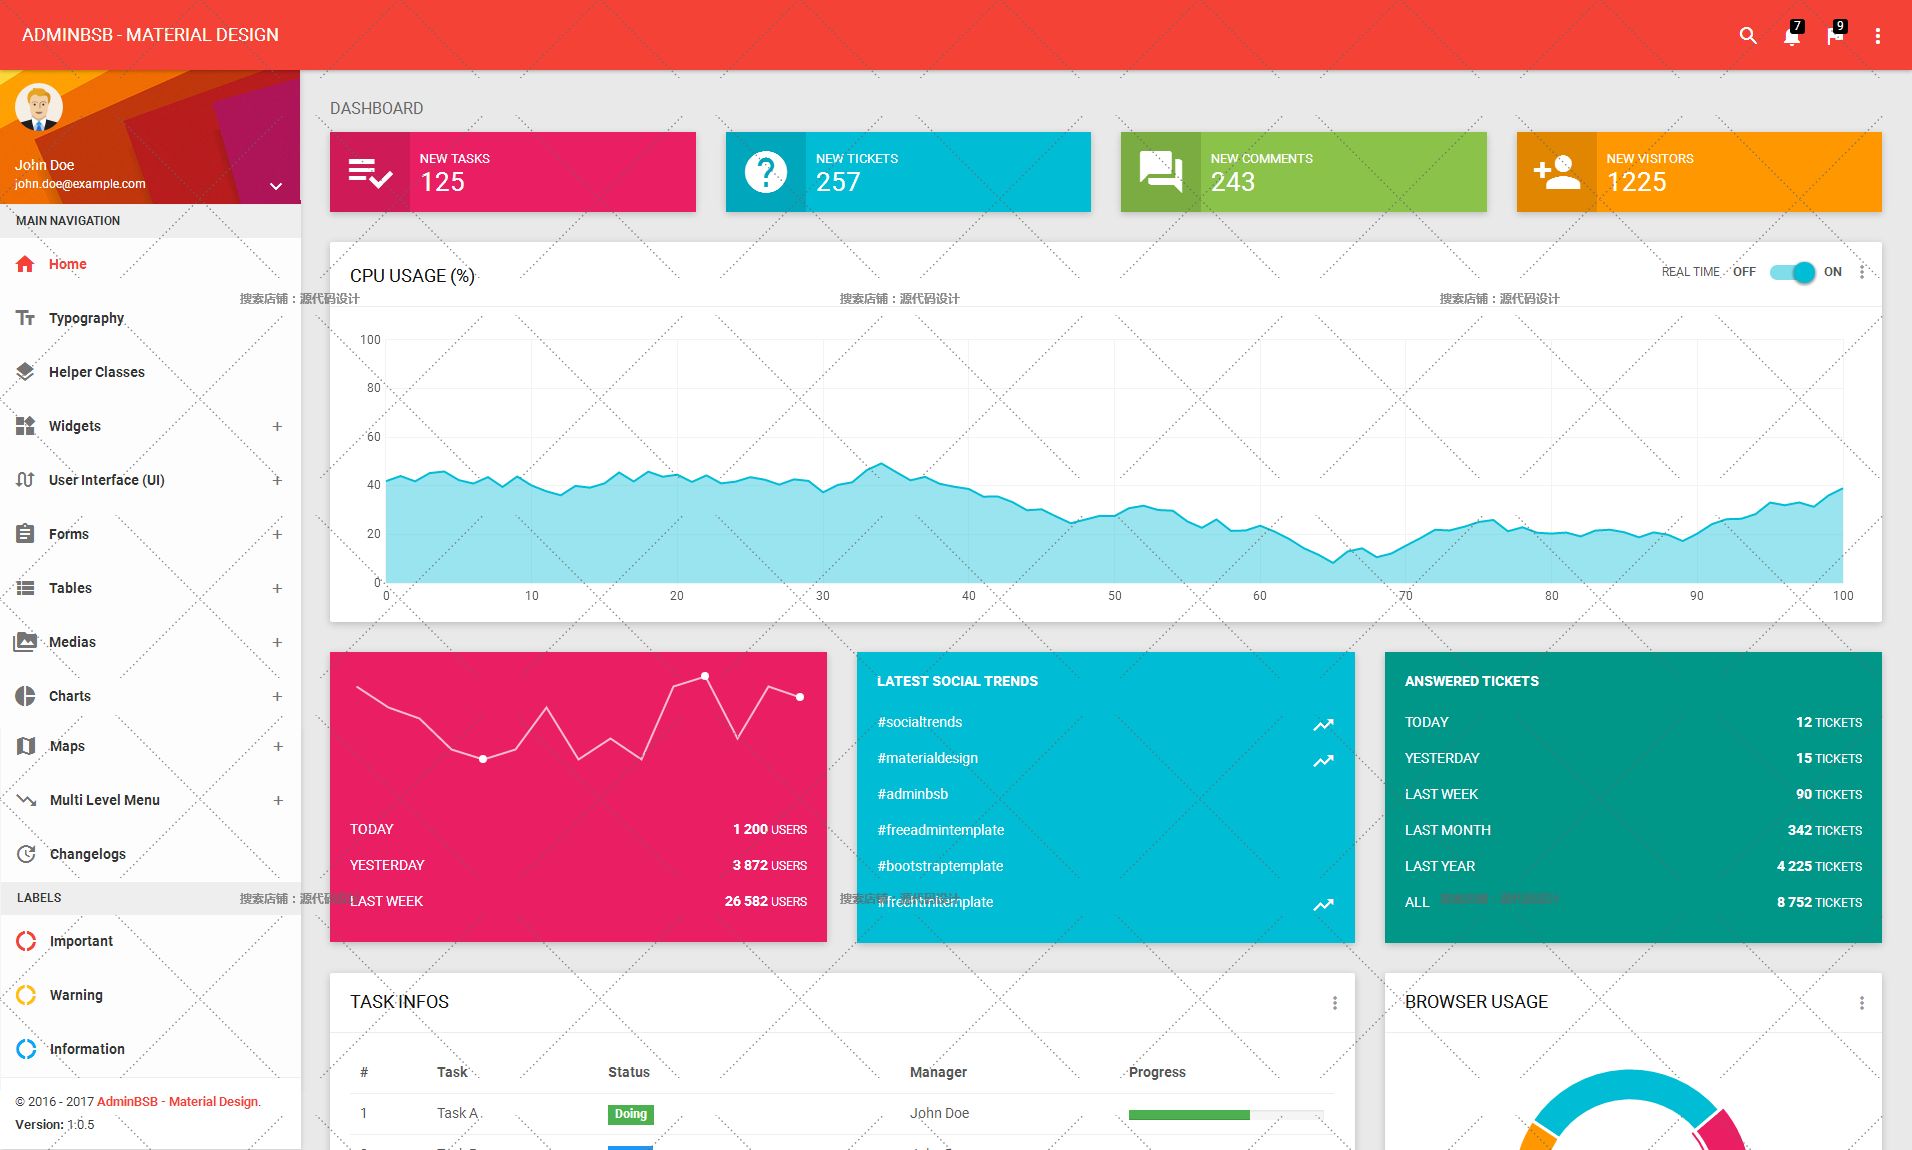 ADMINBSB - MATERIAL DESIGN
7
9
John Doe
john.doe@example.com
MAIN NAVIGATION
Home
Typography
Helper Classes
Widgets
User Interface (UI)
Forms
Tables
Medias
Charts
Maps
Multi Level Menu
Changelogs
LABELS
Important
Warning
Information
© 2016 - 2017 AdminBSB - Material Design.
Version: 1.0.5
DASHBOARD
NEW TASKS
125
NEW TICKETS
257
NEW COMMENTS
243
NEW VISITORS
1225
CPU USAGE (%)
REAL TIME OFF ON
搜索店铺：源代码设计
搜索店铺：源代码设计
搜索店铺：源代码设计
100
80
60
40
20
0
0 10 20 30 40 50 60 70 80 90 100
TODAY 1 200 USERS
YESTERDAY 3 872 USERS
LAST WEEK 26 582 USERS
LATEST SOCIAL TRENDS
#socialtrends
#materialdesign
#adminbsb
#freeadmintemplate
#bootstraptemplate
ANSWERED TICKETS
TODAY 12 TICKETS
YESTERDAY 15 TICKETS
LAST WEEK 90 TICKETS
LAST MONTH 342 TICKETS
LAST YEAR 4 225 TICKETS
ALL 8 752 TICKETS
搜索店铺：源代码设计
搜索店铺：源代码设计
搜索店铺：源代码设计
TASK INFOS
# Task Status Manager Progress
1 Task A Doing John Doe
BROWSER USAGE